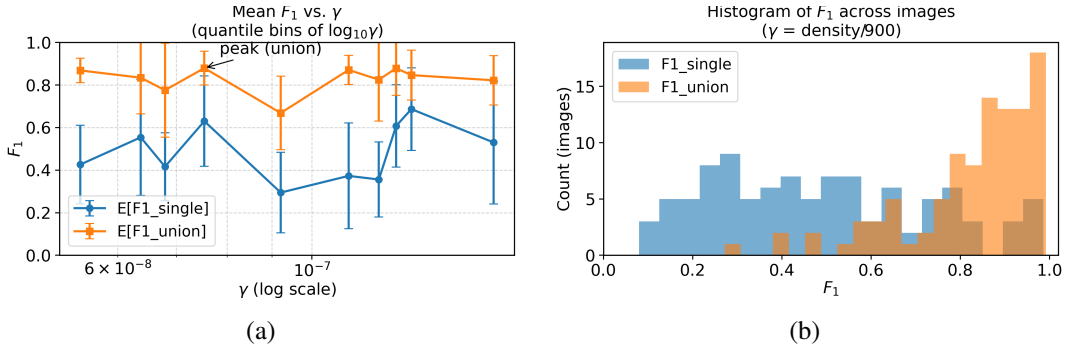 Mean F₁ vs. γ
(quantile bins of log₁₀γ)
peak (union)
1.0
0.8
0.6
0.4
0.2
0.0
F₁
E[F1_single]
E[F1_union]
6 × 10⁻⁸
10⁻⁷
γ (log scale)
(a)
Histogram of F₁ across images
(γ = density/900)
F1_single
F1_union
15
10
5
0
Count (images)
0.0 0.2 0.4 0.6 0.8 1.0
F₁
(b)